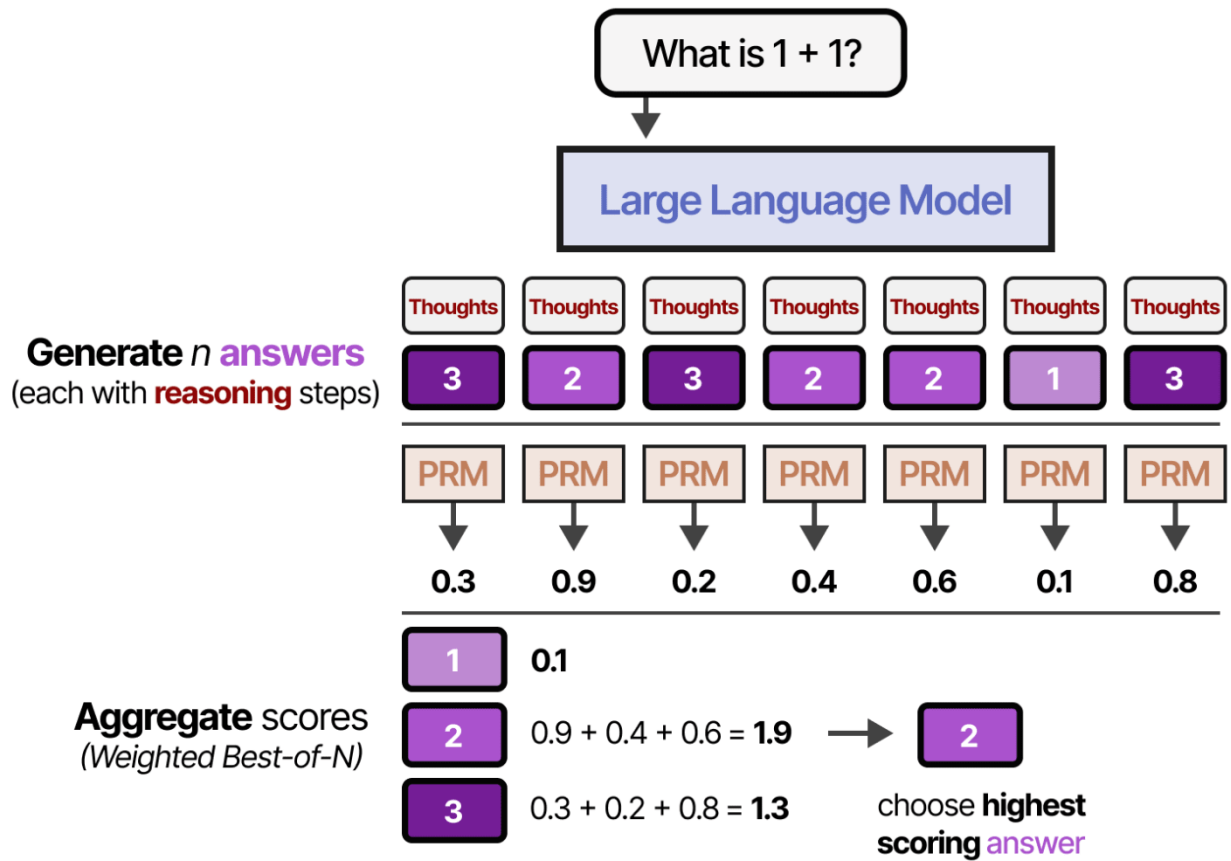 What is 1 + 1?
Large Language Model
Thoughts Thoughts Thoughts Thoughts Thoughts Thoughts Thoughts
Generate n answers
(each with reasoning steps)
3 2 3 2 2 1 3
PRM PRM PRM PRM PRM PRM PRM
0.3 0.9 0.2 0.4 0.6 0.1 0.8
1 0.1
Aggregate scores
(Weighted Best-of-N)
2 0.9 + 0.4 + 0.6 = 1.9 2
3 0.3 + 0.2 + 0.8 = 1.3
choose highest
scoring answer